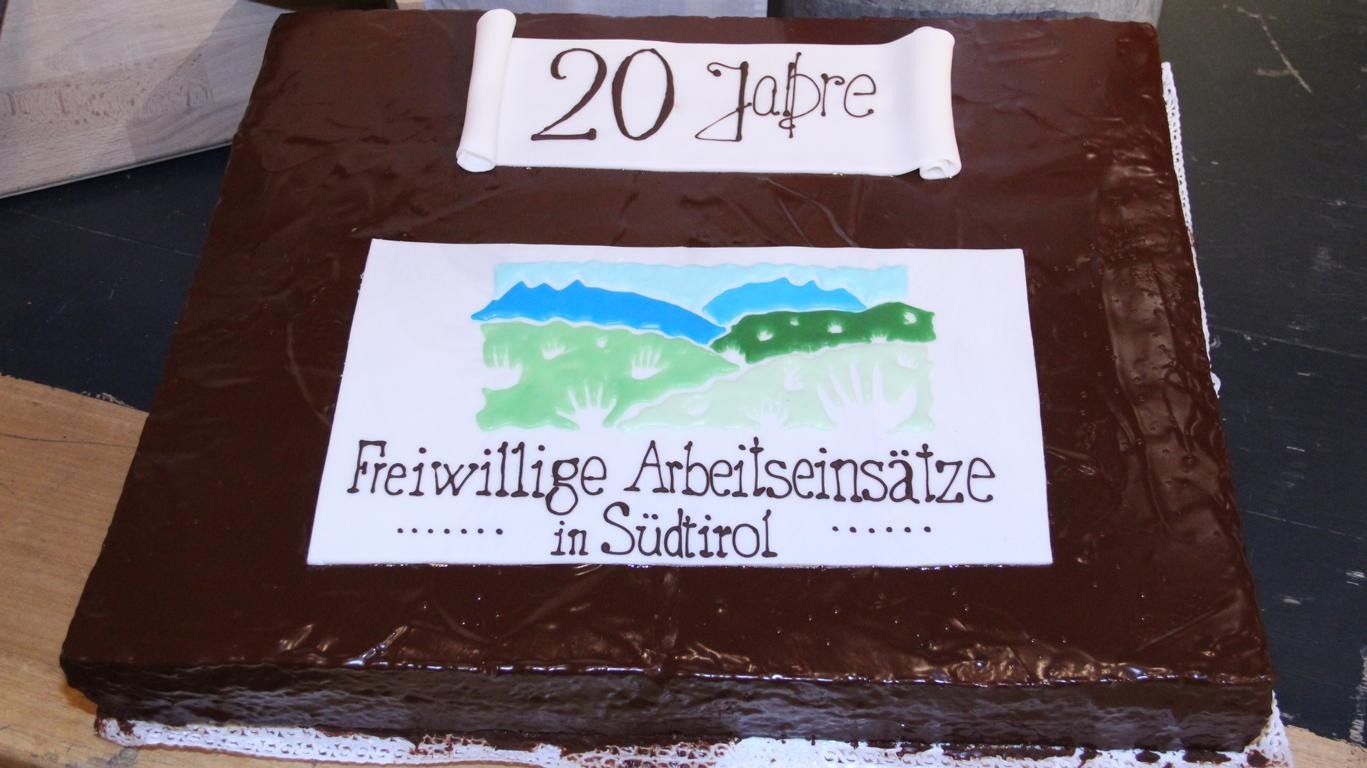 20 Jahre
Freiwillige Arbeitseinsätze
....... in Südtirol ......